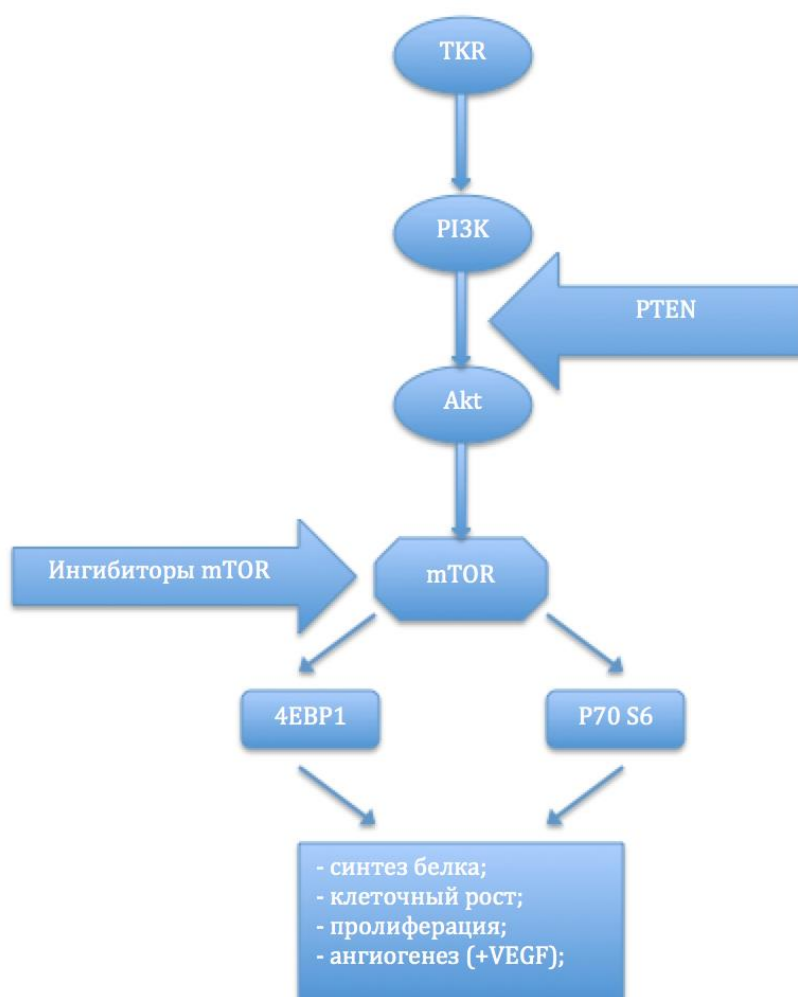 TKR
PI3K
PTEN
Akt
Ингибиторы mTOR
mTOR
4EBP1
P70 S6
- синтез белка;
- клеточный рост;
- пролиферация;
- ангиогенез (+VEGF);